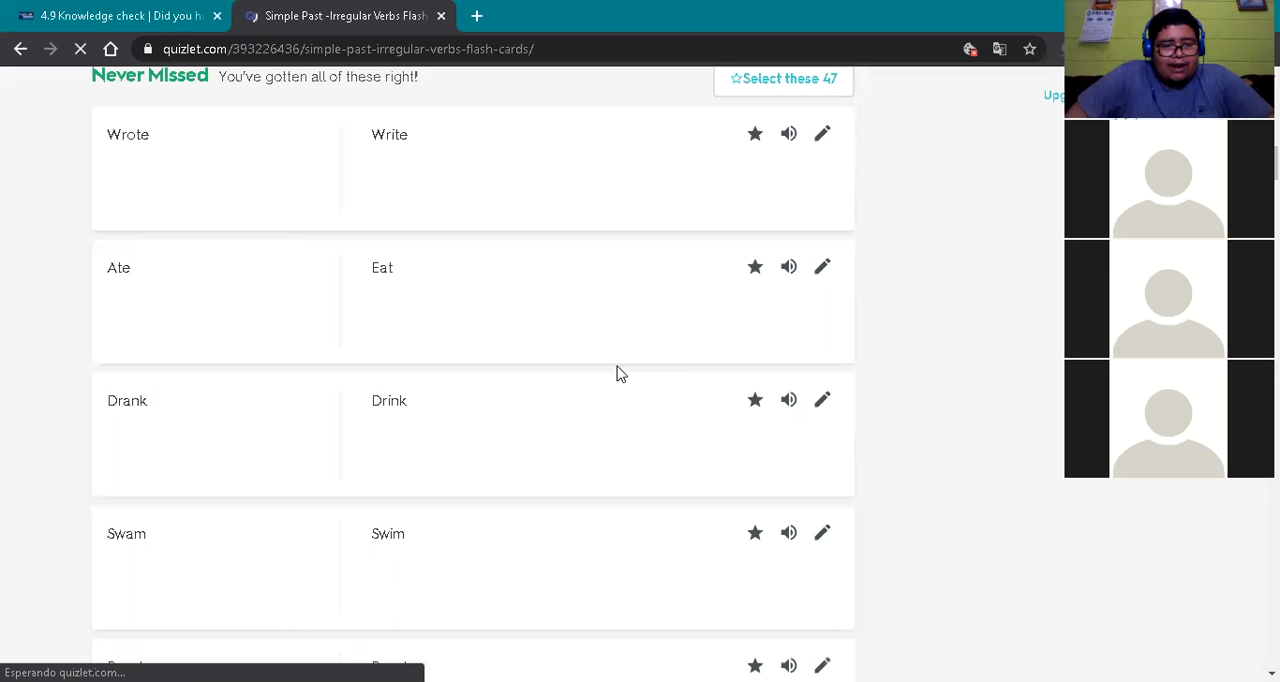 4.9 Knowledge check | Did you h
Simple Past -Irregular Verbs Flash
quizlet.com/393226436/simple-past-irregular-verbs-flash-cards/
Never Missed You've gotten all of these right!
Select these 47
Upg
Wrote Write
Ate Eat
Drank Drink
Swam Swim
Esperando quizlet.com...